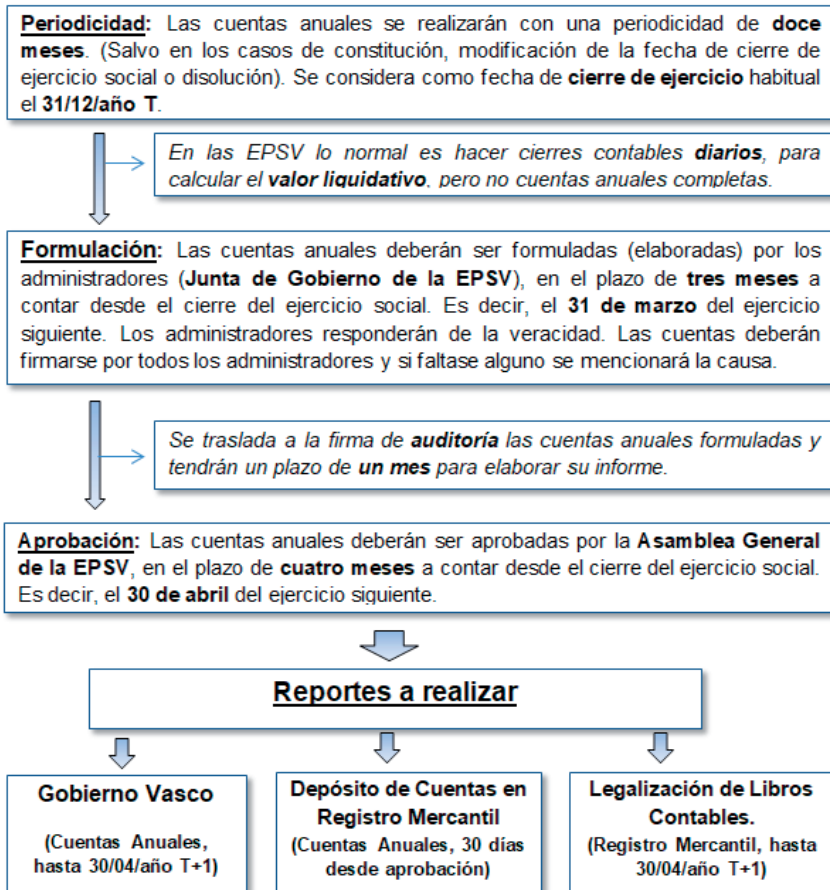 Periodicidad: Las cuentas anuales se realizarán con una periodicidad de doce
meses. (Salvo en los casos de constitución, modificación de la fecha de cierre de
ejercicio social o disolución). Se considera como fecha de cierre de ejercicio habitual
el 31/12/año T.
En las EPSV lo normal es hacer cierres contables diarios, para
calcular el valor liquidativo, pero no cuentas anuales completas.
Formulación: Las cuentas anuales deberán ser formuladas (elaboradas) por los
administradores (Junta de Gobierno de la EPSV), en el plazo de tres meses a
contar desde el cierre del ejercicio social. Es decir, el 31 de marzo del ejercicio
siguiente. Los administradores responderán de la veracidad. Las cuentas deberán
firmarse por todos los administradores y si faltase alguno se mencionará la causa.
Se traslada a la firma de auditoría las cuentas anuales formuladas y
tendrán un plazo de un mes para elaborar su informe.
Aprobación: Las cuentas anuales deberán ser aprobadas por la Asamblea General
de la EPSV, en el plazo de cuatro meses a contar desde el cierre del ejercicio social.
Es decir, el 30 de abril del ejercicio siguiente.
Reportes a realizar
Gobierno Vasco
(Cuentas Anuales,
hasta 30/04/año T+1)
Depósito de Cuentas en
Registro Mercantil
(Cuentas Anuales, 30 días
desde aprobación)
Legalización de Libros
Contables.
(Registro Mercantil, hasta
30/04/año T+1)